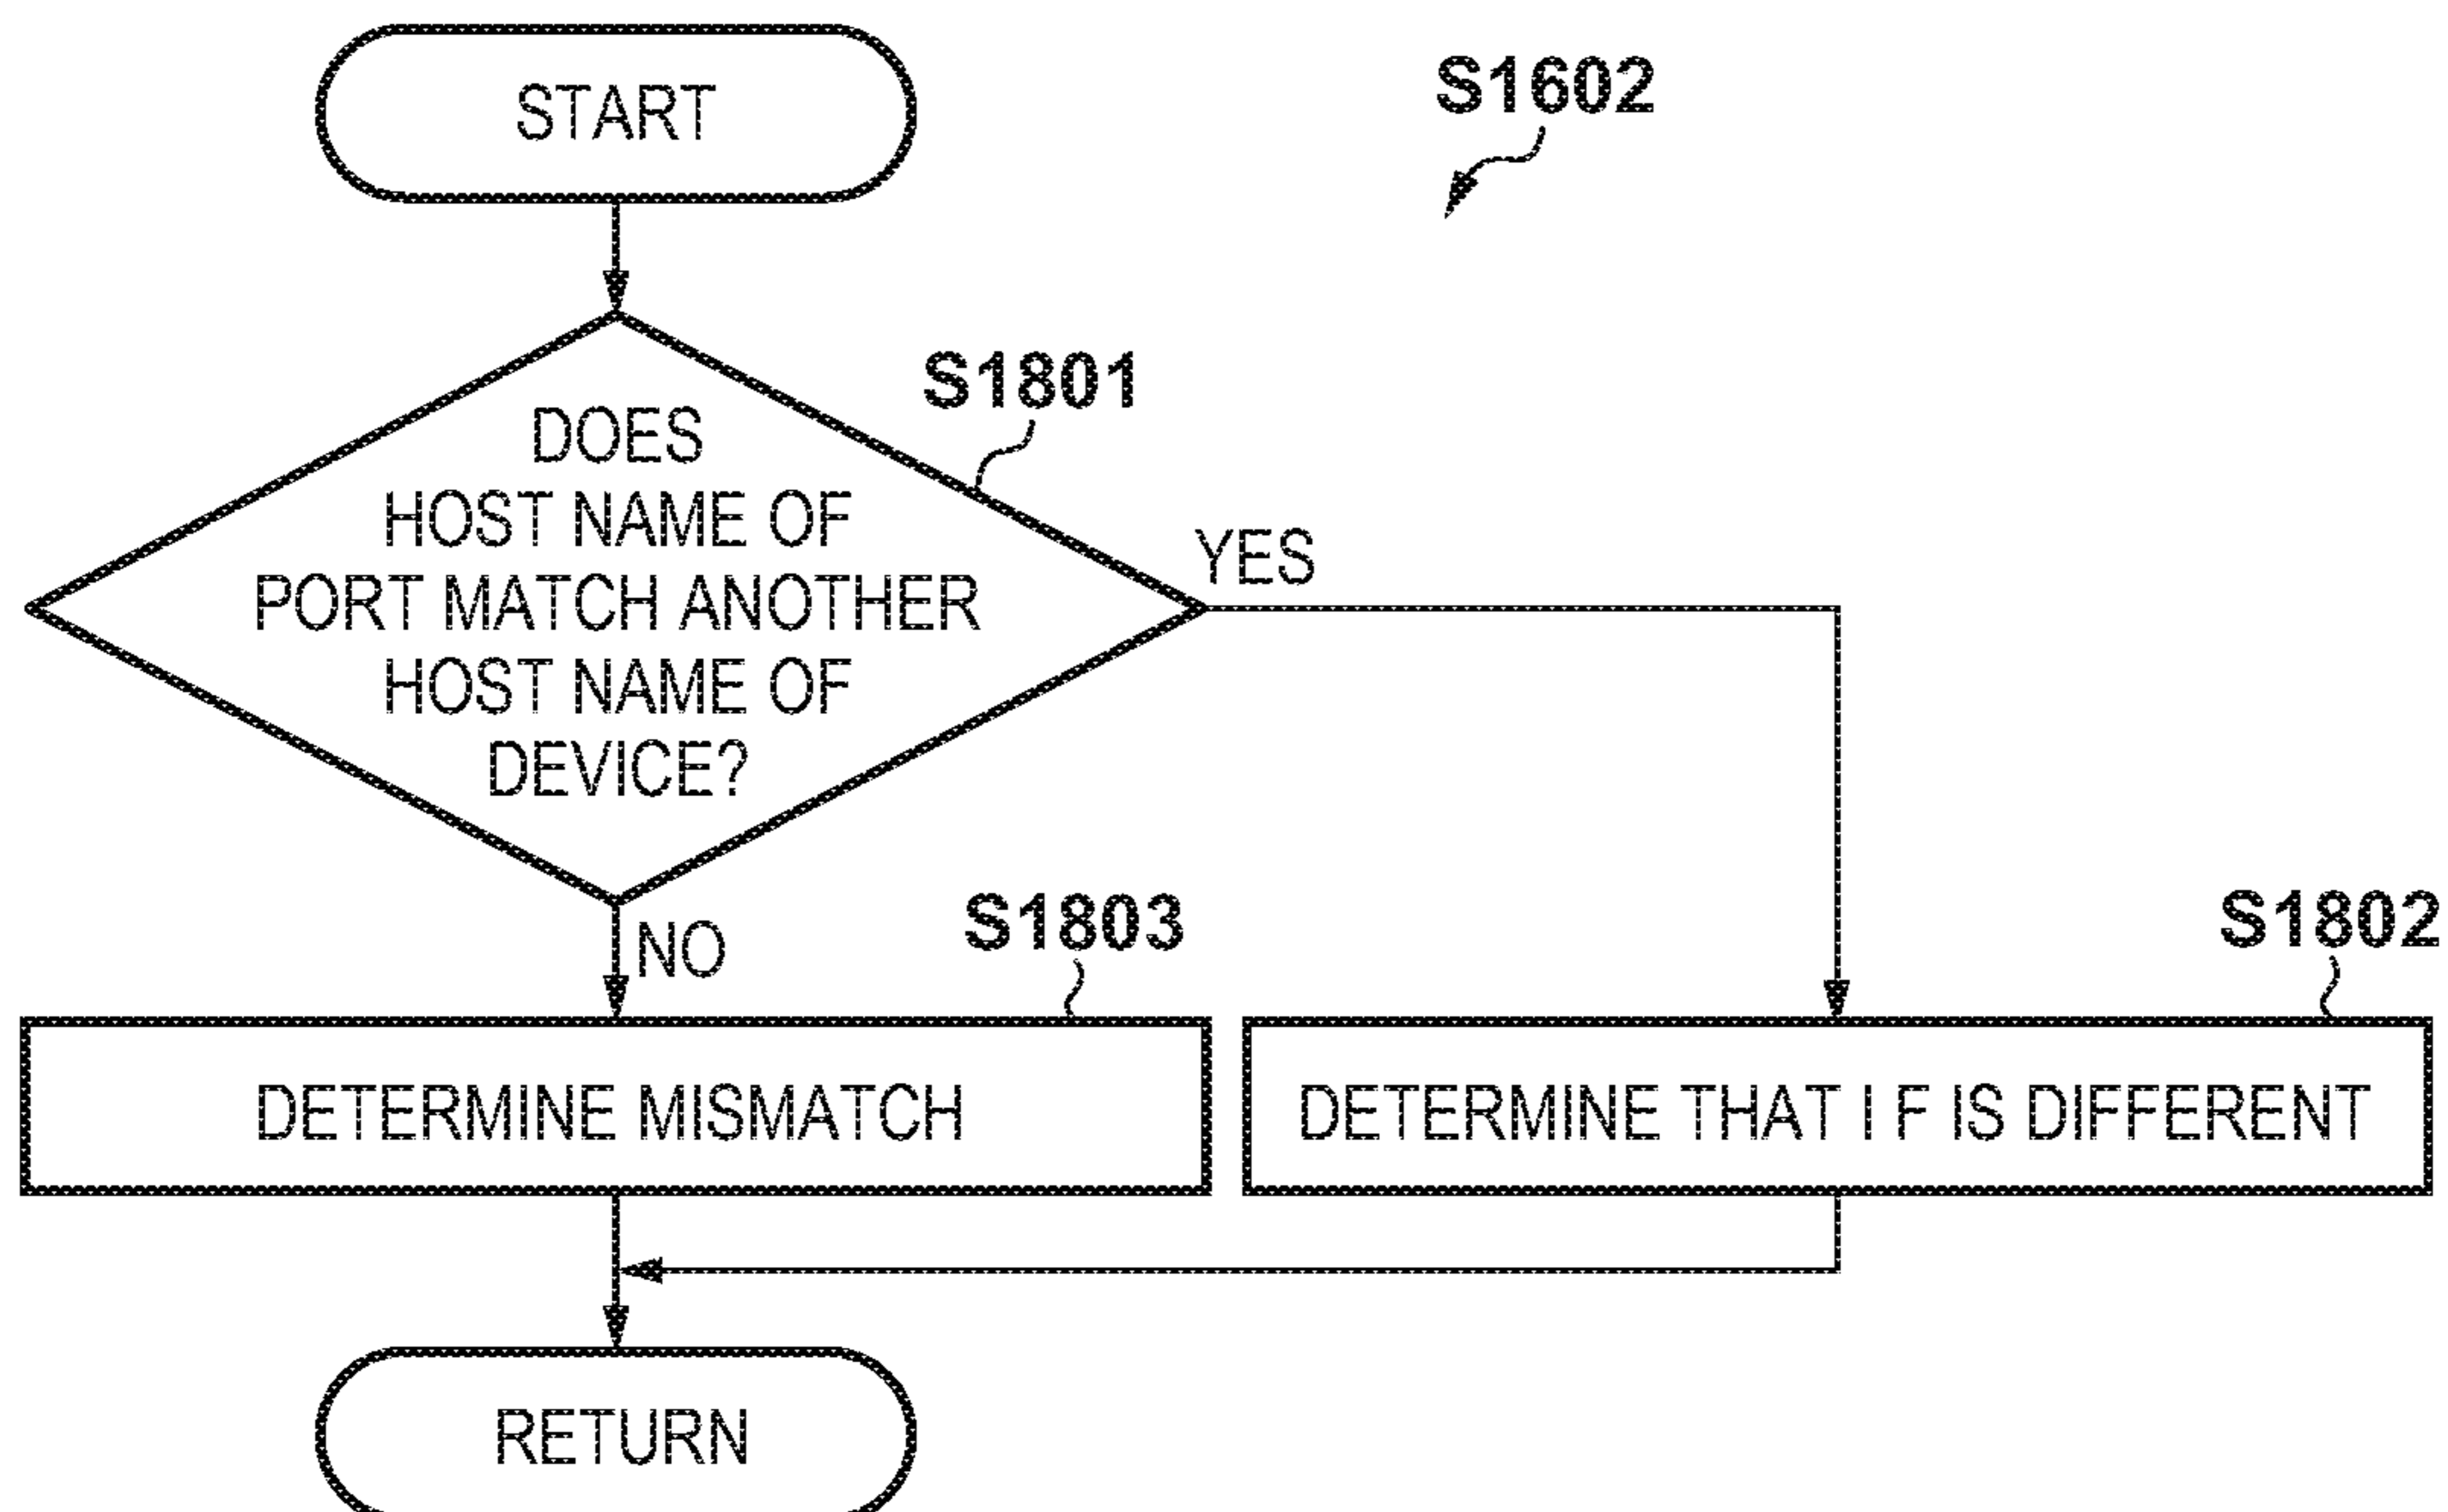 START
S1602
S1801
DOES
HOST NAME OF
PORT MATCH ANOTHER
HOST NAME OF
DEVICE?
YES
NO
S1803
S1802
DETERMINE MISMATCH
DETERMINE THAT I F IS DIFFERENT
RETURN